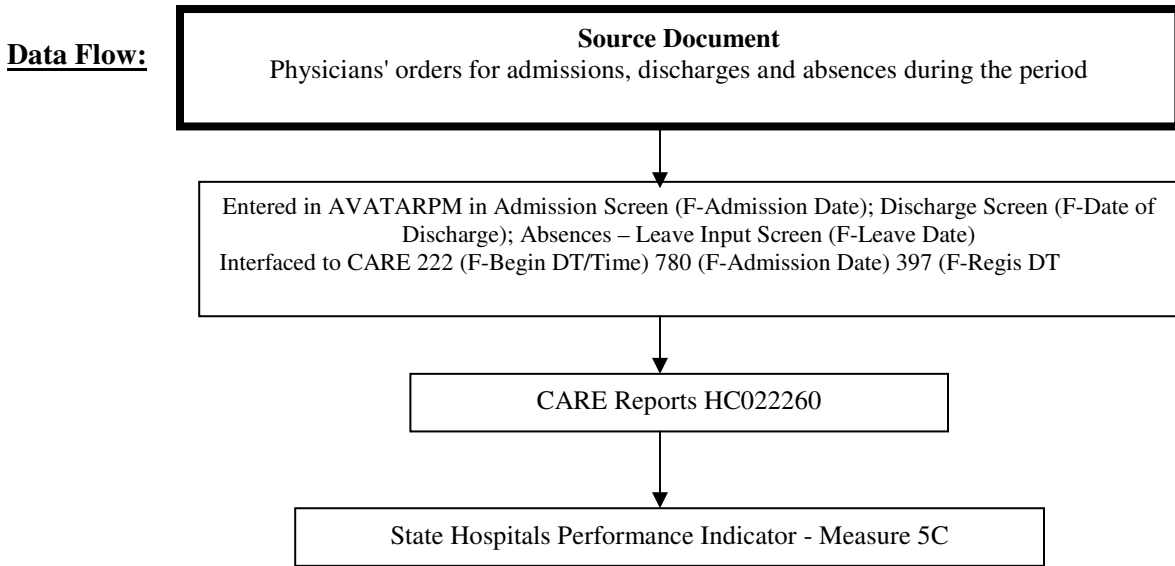 Data Flow:
Source Document
Physicians' orders for admissions, discharges and absences during the period
Entered in AVATARPM in Admission Screen (F-Admission Date); Discharge Screen (F-Date of
Discharge); Absences – Leave Input Screen (F-Leave Date)
Interfaced to CARE 222 (F-Begin DT/Time) 780 (F-Admission Date) 397 (F-Regis DT
CARE Reports HC022260
State Hospitals Performance Indicator - Measure 5C